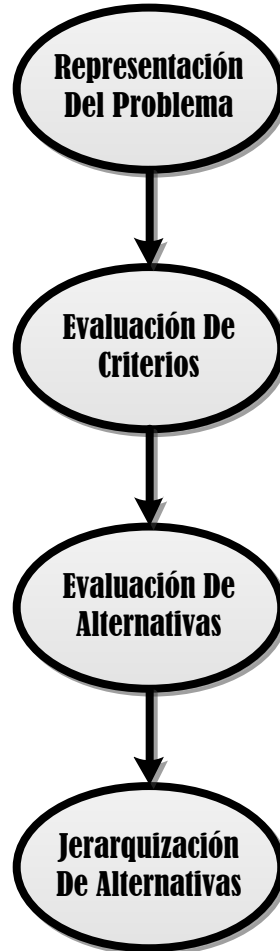 Representación
Del Problema
Evaluación De
Criterios
Evaluación De
Alternativas
Jerarquización
De Alternativas